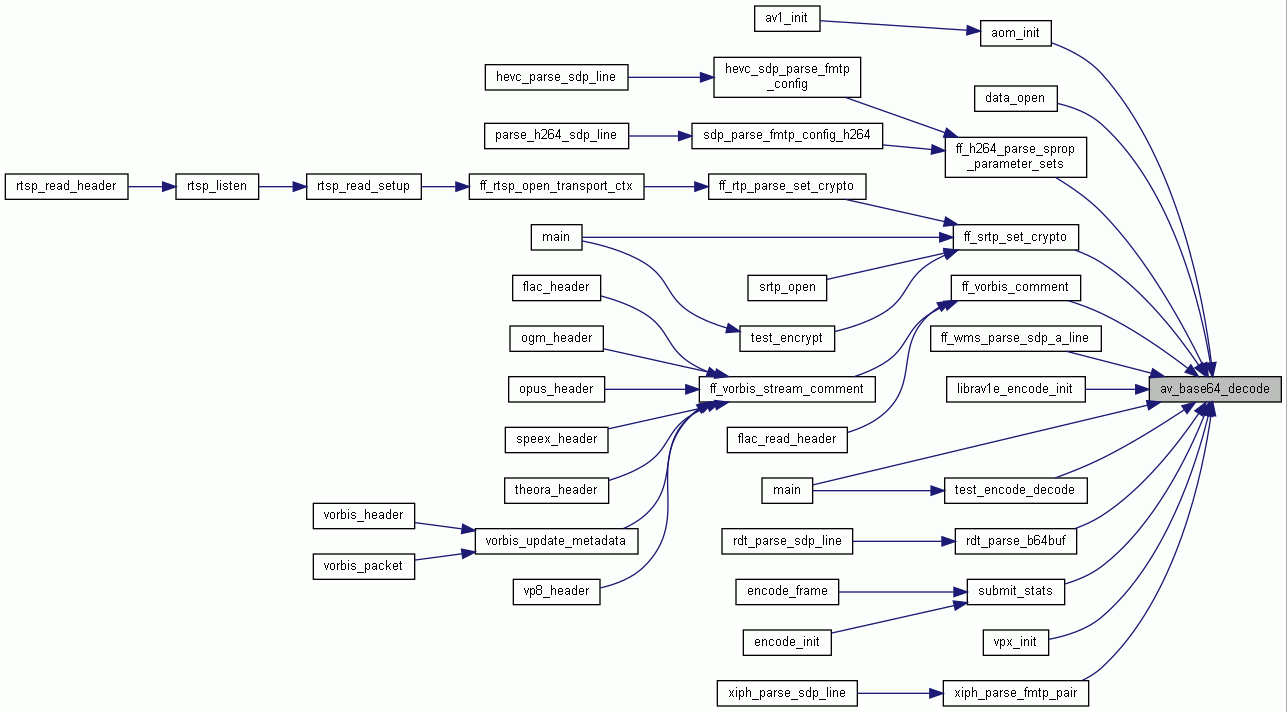 av1_init
aom_init
hevc_parse_sdp_line
hevc_sdp_parse_fmtp
_config
data_open
parse_h264_sdp_line
sdp_parse_fmtp_config_h264
ff_h264_parse_sprop
_parameter_sets
rtsp_read_header
rtsp_listen
rtsp_read_setup
ff_rtsp_open_transport_ctx
ff_rtp_parse_set_crypto
main
ff_srtp_set_crypto
flac_header
srtp_open
ff_vorbis_comment
ogm_header
test_encrypt
ff_wms_parse_sdp_a_line
opus_header
ff_vorbis_stream_comment
librav1e_encode_init
av_base64_decode
speex_header
flac_read_header
theora_header
main
test_encode_decode
vorbis_header
vorbis_update_metadata
rdt_parse_sdp_line
rdt_parse_b64buf
vorbis_packet
vp8_header
encode_frame
submit_stats
encode_init
vpx_init
xiph_parse_sdp_line
xiph_parse_fmtp_pair